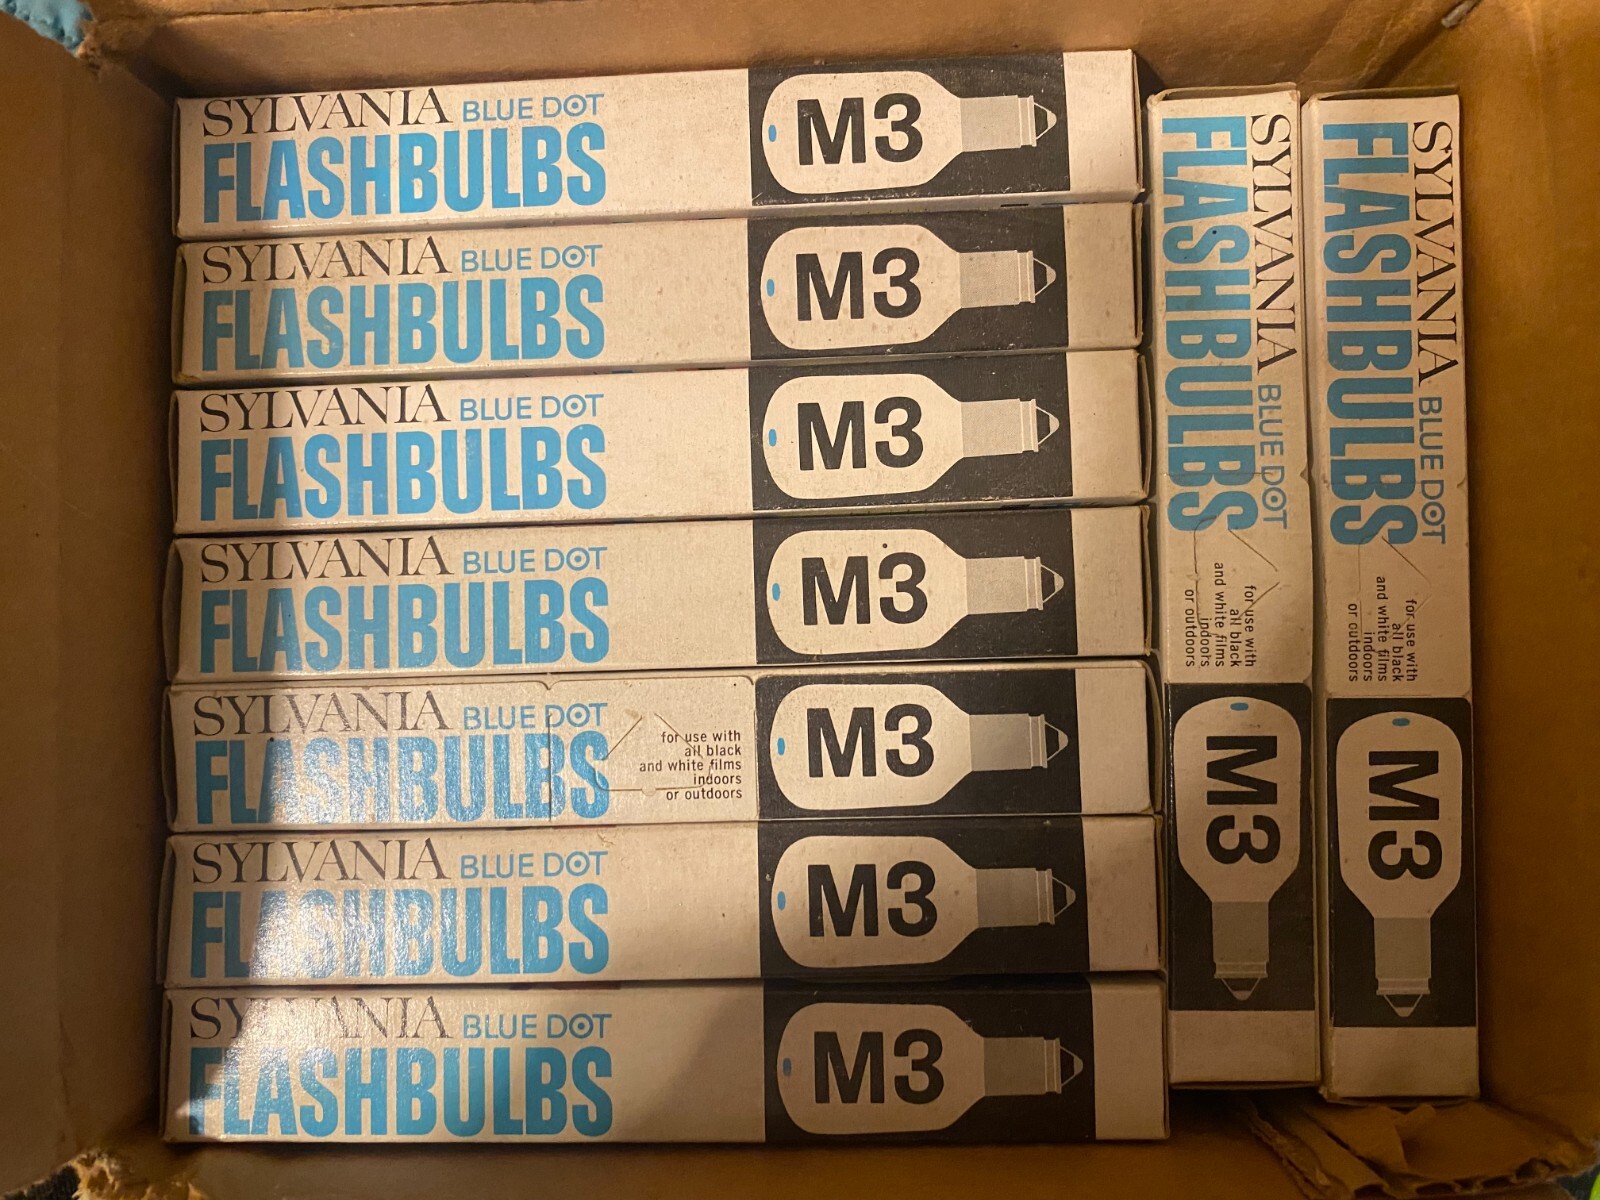 SYLVANIA BLUE DOT
FLASHBULBS
M3
SYLVANIA BLUE DOT
FLASHBULBS
M3
SYLVANIA BLUE DOT
FLASHBULBS
M3
SYLVANIA BLUE DOT
FLASHBULBS
M3
SYLVANIA BLUE DOT
FLASHBULBS
for use with
all black
and white films
indoors
or outdoors
M3
SYLVANIA BLUE DOT
FLASHBULBS
M3
SYLVANIA BLUE DOT
FLASHBULBS
M3
SYLVANIA BLUE DOT
FLASHBULBS
for use with
all black
and white films
indoors
or outdoors
M3
SYLVANIA BLUE DOT
FLASHBULBS
for use with
all black
and white films
indoors
or outdoors
M3